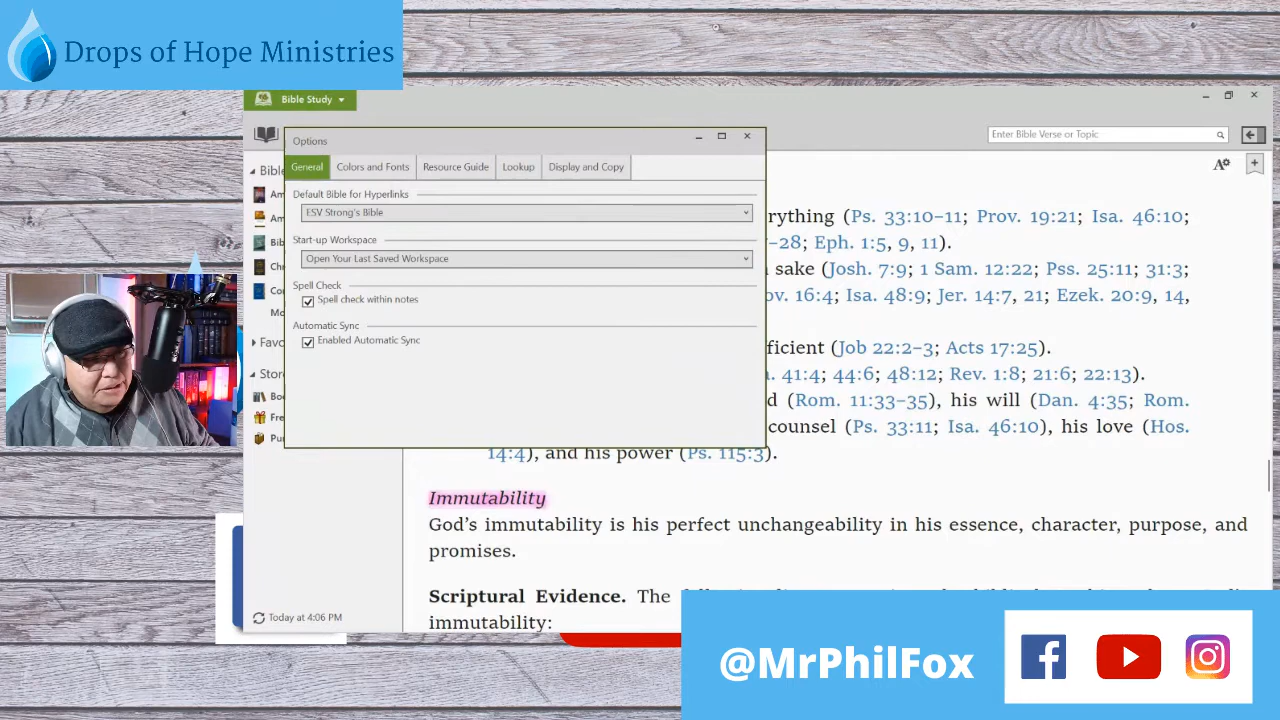 Drops of Hope Ministries
Bible Study
Enter Bible Verse or Topic
Options
General
Colors and Fonts
Resource Guide
Lookup
Display and Copy
Default Bible for Hyperlinks
ESV Strong's Bible
Start-up Workspace
Open Your Last Saved Workspace
Spell Check
Spell check within notes
Automatic Sync
Enabled Automatic Sync
Today at 4:06 PM
(Ps. 33:10–11; Prov. 19:21; Isa. 46:10;
28; Eph. 1:5, 9, 11).
sake (Josh. 7:9; 1 Sam. 12:22; Pss. 25:11; 31:3;
16:4; Isa. 48:9; Jer. 14:7, 21; Ezek. 20:9, 14,
(Job 22:2–3; Acts 17:25).
41:4; 44:6; 48:12; Rev. 1:8; 21:6; 22:13).
(Rom. 11:33–35), his will (Dan. 4:35; Rom.
counsel (Ps. 33:11; Isa. 46:10), his love (Hos.
14:4), and his power (Ps. 115:3).
Immutability
God's immutability is his perfect unchangeability in his essence, character, purpose, and
promises.
Scriptural Evidence. The
immutability:
@MrPhilFox